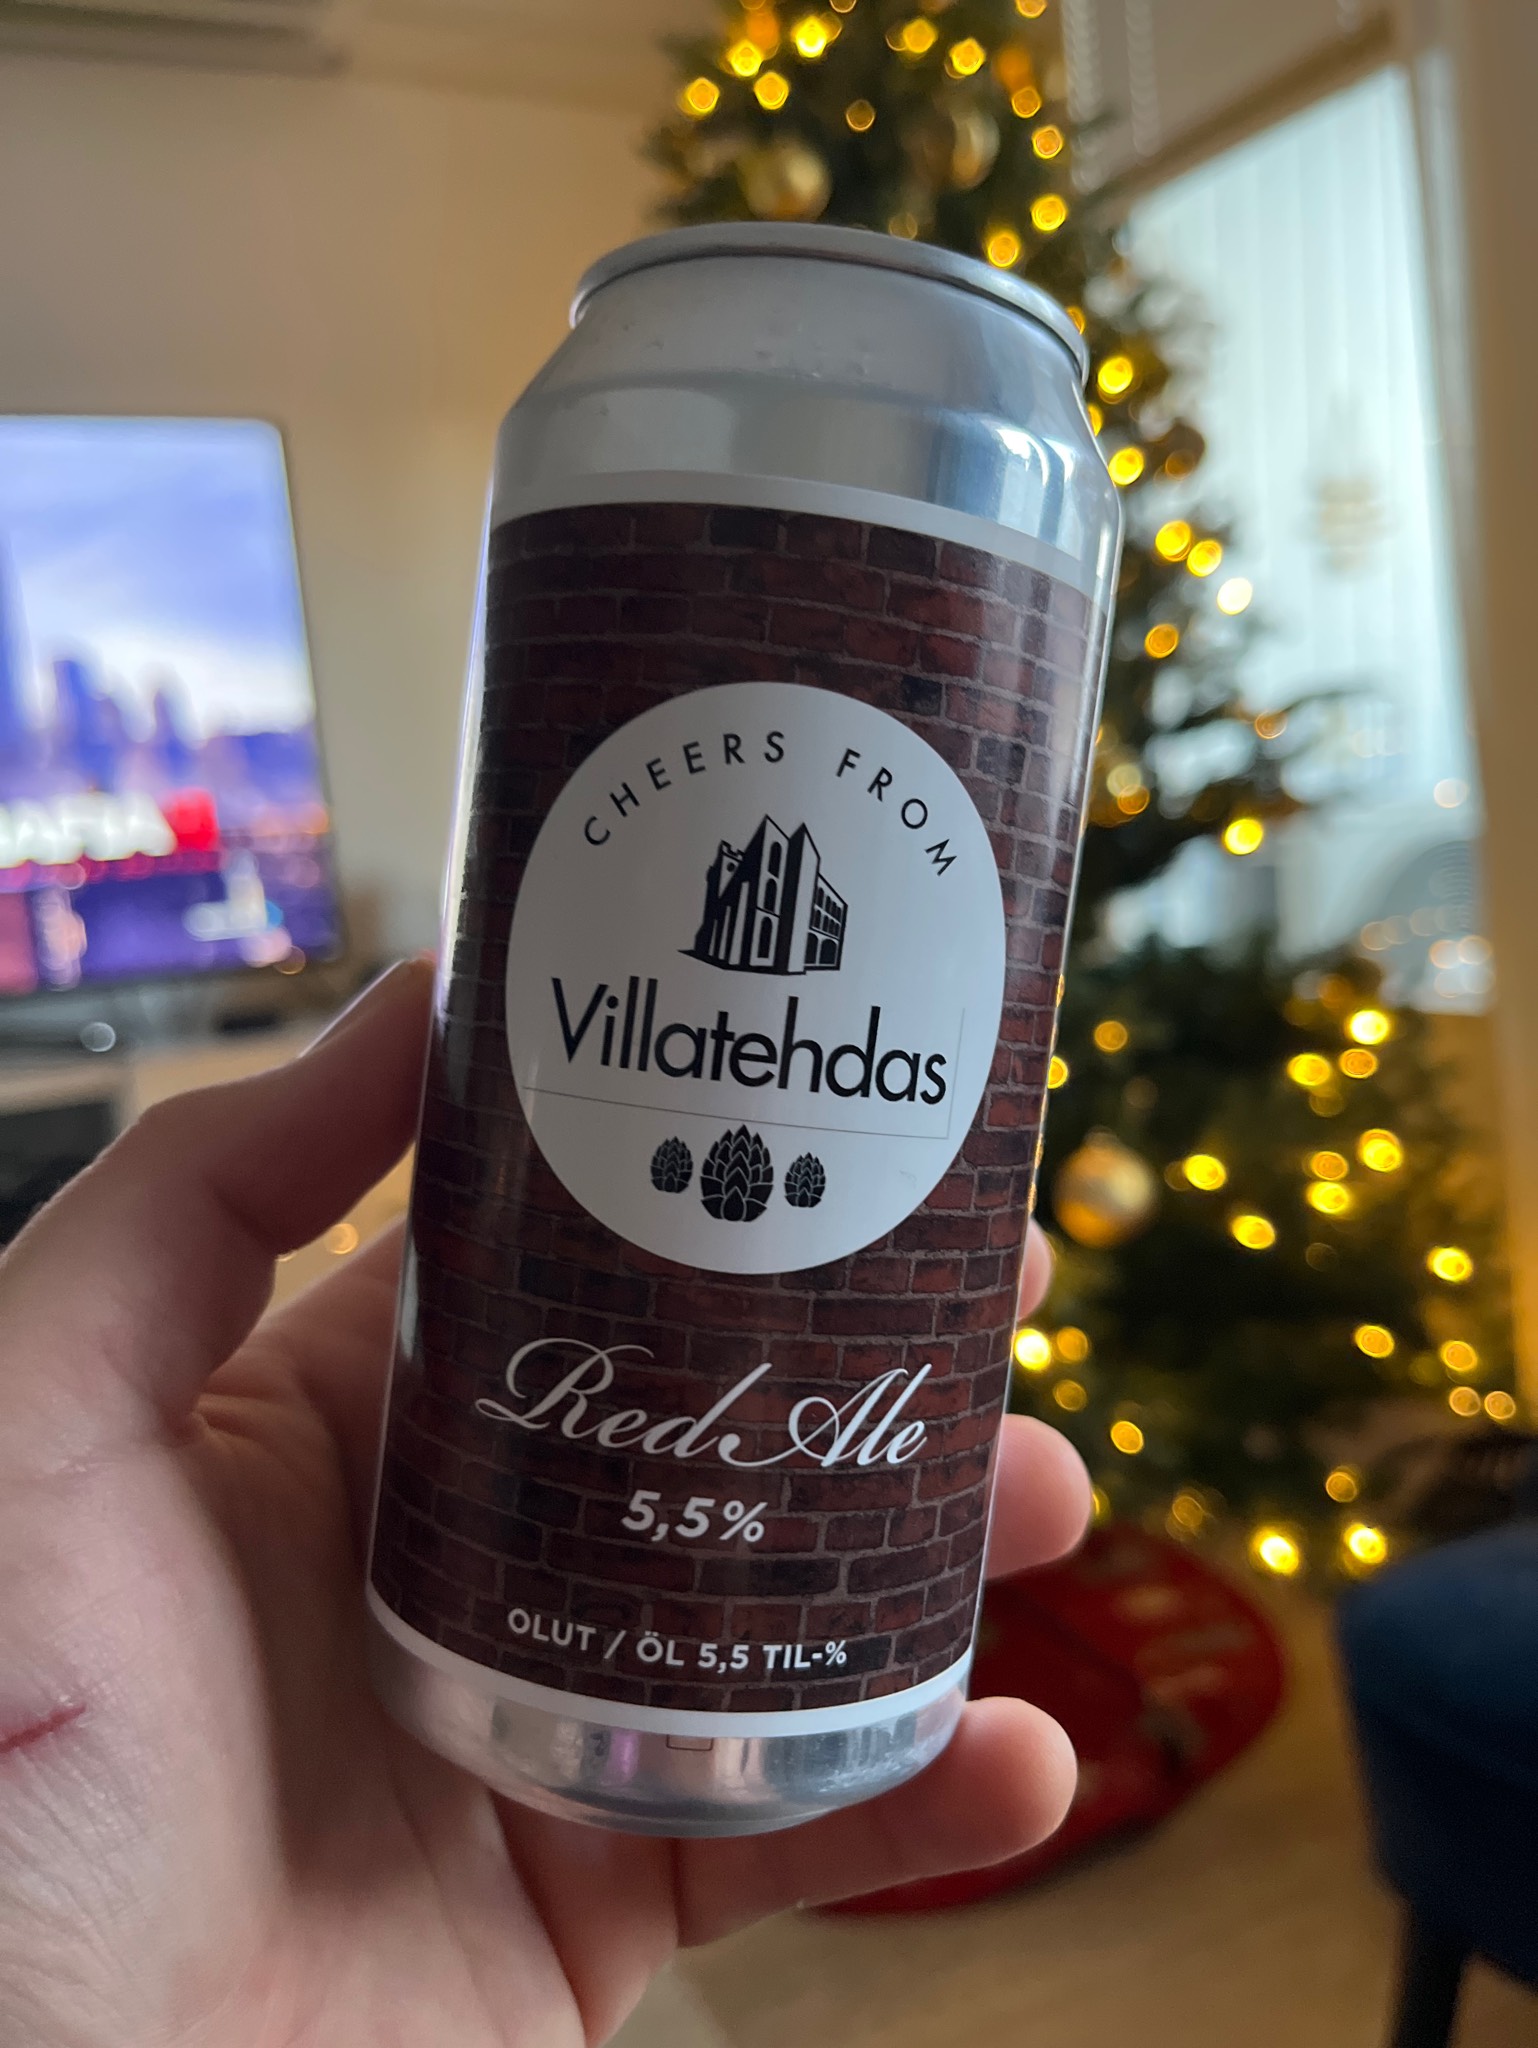 CHEERS FROM
Villatehdas
Red Ale
5,5%
OLUT / ÖL 5,5 TIL-%